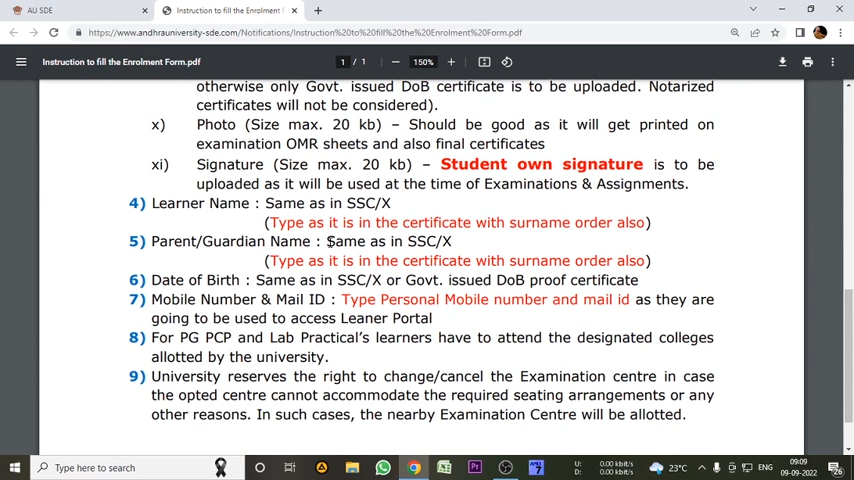 AU SDE
Instruction to fill the Enrolment F
https://www.andhrauniversity-sde.com/Notifications/Instruction%20to%20fill%20the%20Enrolment%20Form.pdf
Instruction to fill the Enrolment Form.pdf
1 / 1
150%
otherwise only Govt. issued DoB certificate is to be uploaded. Notarized
certificates will not be considered).
x) Photo (Size max. 20 kb) – Should be good as it will get printed on
examination OMR sheets and also final certificates
xi) Signature (Size max. 20 kb) – Student own signature is to be
uploaded as it will be used at the time of Examinations & Assignments.
4) Learner Name : Same as in SSC/X
(Type as it is in the certificate with surname order also)
5) Parent/Guardian Name : Same as in SSC/X
(Type as it is in the certificate with surname order also)
6) Date of Birth : Same as in SSC/X or Govt. issued DoB proof certificate
7) Mobile Number & Mail ID : Type Personal Mobile number and mail id as they are
going to be used to access Leaner Portal
8) For PG PCP and Lab Practical's learners have to attend the designated colleges
allotted by the university.
9) University reserves the right to change/cancel the Examination centre in case
the opted centre cannot accommodate the required seating arrangements or any
other reasons. In such cases, the nearby Examination Centre will be allotted.
Type here to search
Pr
7
U: 0.00 kbit/s
D: 0.00 kbit/s
23°C
ENG
09:09
09-09-2022
26